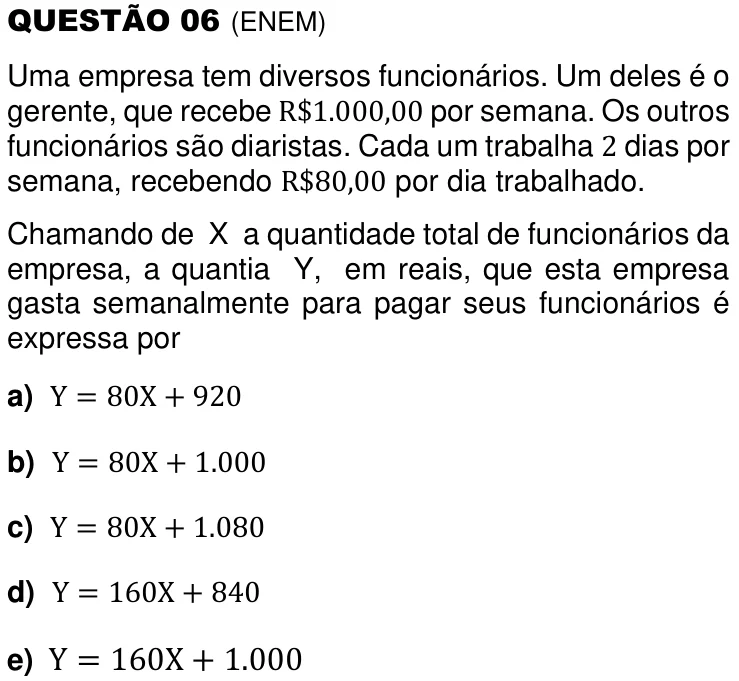 QUESTÃO 06 (ENEM)
Uma empresa tem diversos funcionários. Um deles é o
gerente, que recebe R$1.000,00 por semana. Os outros
funcionários são diaristas. Cada um trabalha 2 dias por
semana, recebendo R$80,00 por dia trabalhado.
Chamando de X a quantidade total de funcionários da
empresa, a quantia Y, em reais, que esta empresa
gasta semanalmente para pagar seus funcionários é
expressa por
a) Y = 80X + 920
b) Y = 80X + 1.000
c) Y = 80X + 1.080
d) Y = 160X + 840
e) Y = 160X + 1.000